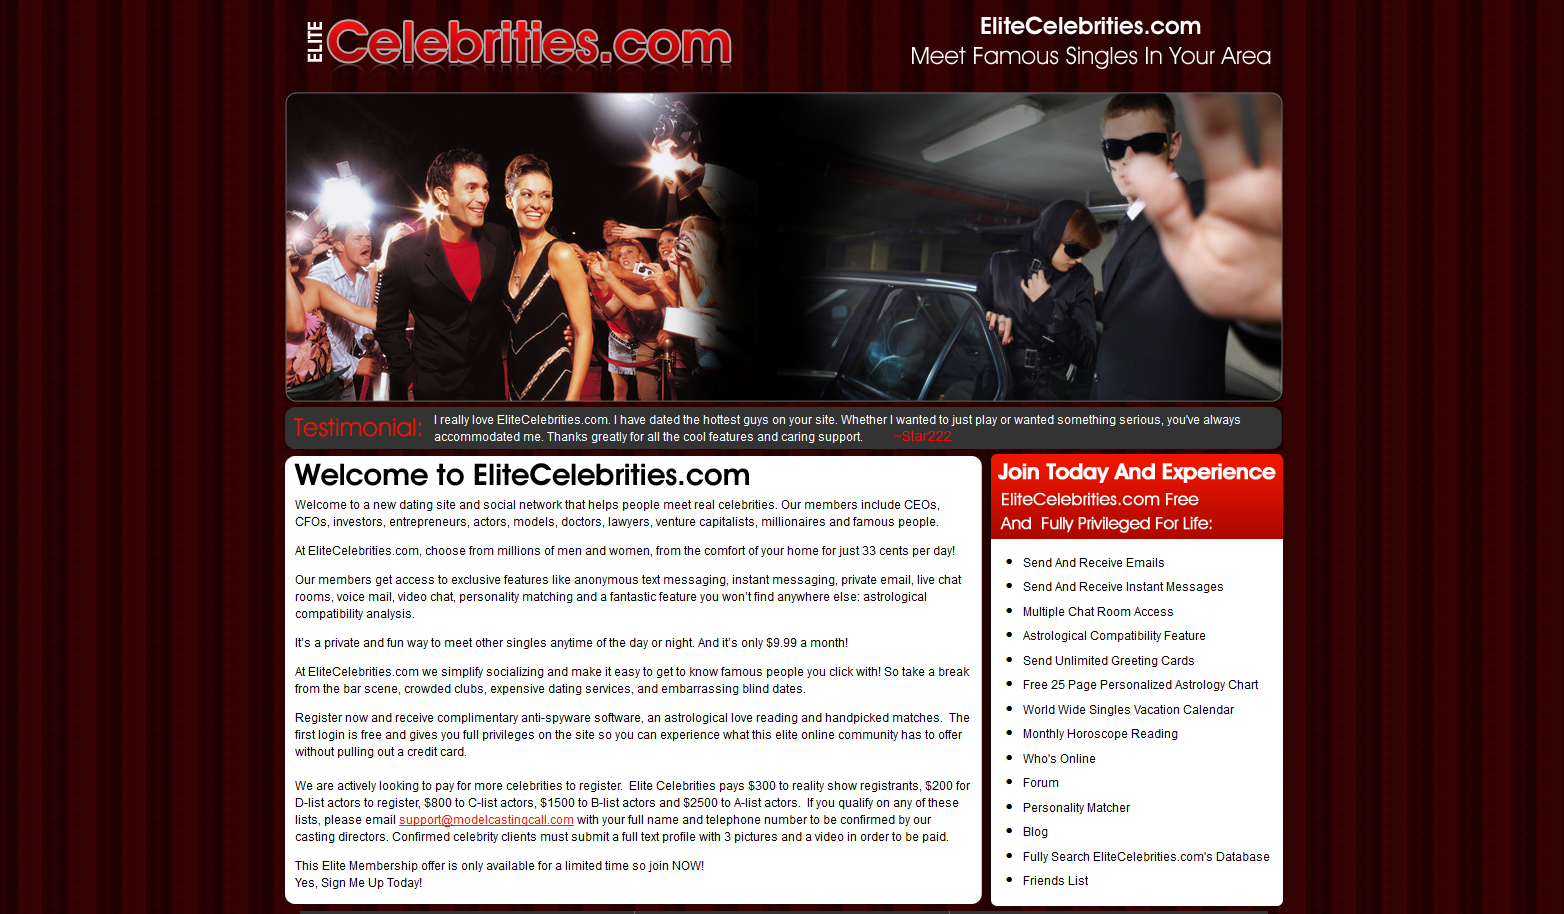 ELITE Celebrities.com
EliteCelebrities.com
Meet Famous Singles In Your Area
Testimonial:
I really love EliteCelebrities.com. I have dated the hottest guys on your site. Whether I wanted to just play or wanted something serious, you've always
accommodated me. Thanks greatly for all the cool features and caring support. ~Star222
Welcome to EliteCelebrities.com
Welcome to a new dating site and social network that helps people meet real celebrities. Our members include CEOs,
CFOs, investors, entrepreneurs, actors, models, doctors, lawyers, venture capitalists, millionaires and famous people.
At EliteCelebrities.com, choose from millions of men and women, from the comfort of your home for just 33 cents per day!
Our members get access to exclusive features like anonymous text messaging, instant messaging, private email, live chat
rooms, voice mail, video chat, personality matching and a fantastic feature you won’t find anywhere else: astrological
compatibility analysis.
It’s a private and fun way to meet other singles anytime of the day or night. And it’s only $9.99 a month!
At EliteCelebrities.com we simplify socializing and make it easy to get to know famous people you click with! So take a break
from the bar scene, crowded clubs, expensive dating services, and embarrassing blind dates.
Register now and receive complimentary anti-spyware software, an astrological love reading and handpicked matches. The
first login is free and gives you full privileges on the site so you can experience what this elite online community has to offer
without pulling out a credit card.
We are actively looking to pay for more celebrities to register. Elite Celebrities pays $300 to reality show registrants, $200 for
D-list actors to register, $800 to C-list actors, $1500 to B-list actors and $2500 to A-list actors. If you qualify on any of these
lists, please email support@modelcastingcall.com with your full name and telephone number to be confirmed by our
casting directors. Confirmed celebrity clients must submit a full text profile with 3 pictures and a video in order to be paid.
This Elite Membership offer is only available for a limited time so join NOW!
Yes, Sign Me Up Today!
Join Today And Experience
EliteCelebrities.com Free
And Fully Privileged For Life:
Send And Receive Emails
Send And Receive Instant Messages
Multiple Chat Room Access
Astrological Compatibility Feature
Send Unlimited Greeting Cards
Free 25 Page Personalized Astrology Chart
World Wide Singles Vacation Calendar
Monthly Horoscope Reading
Who's Online
Forum
Personality Matcher
Blog
Fully Search EliteCelebrities.com's Database
Friends List